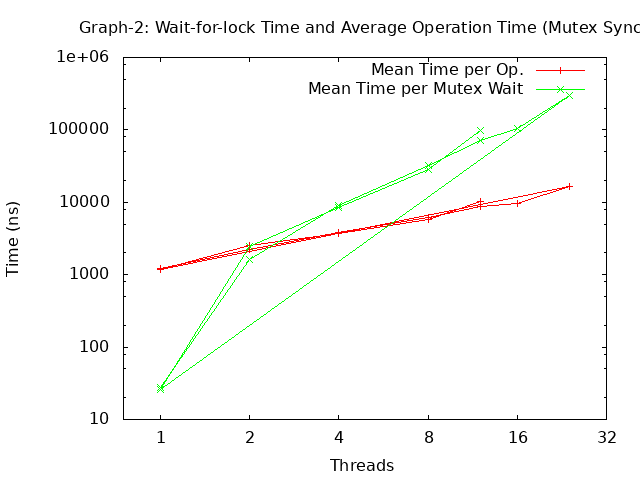 Graph-2: Wait-for-lock Time and Average Operation Time (Mutex Sync
1e+06
Mean Time per Op.
Mean Time per Mutex Wait
100000
10000
Time (ns)
1000
100
10
1 2 4 8 16 32
Threads